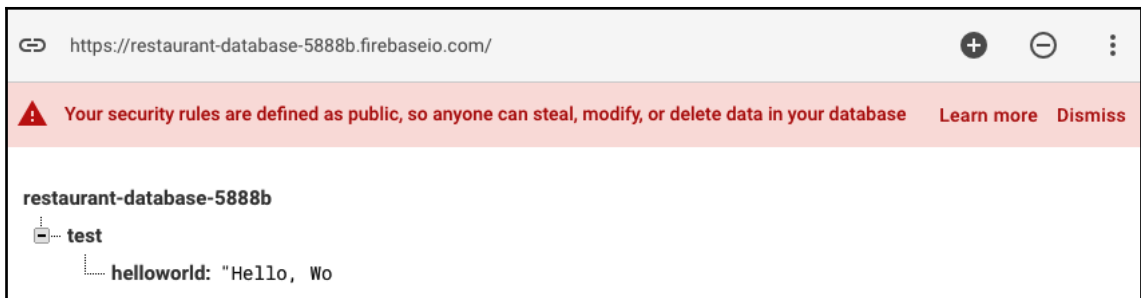 https://restaurant-database-5888b.firebaseio.com/
Your security rules are defined as public, so anyone can steal, modify, or delete data in your database Learn more Dismiss
restaurant-database-5888b
test
helloworld: "Hello, Wo